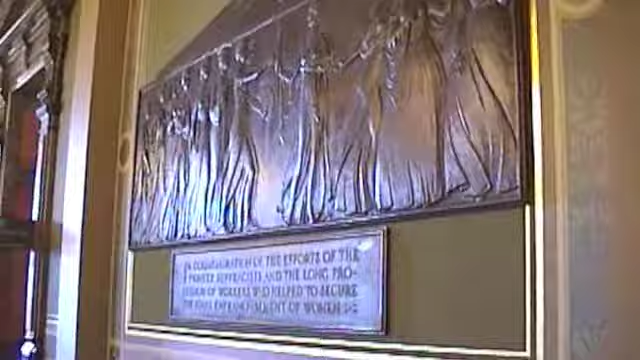 IN COMMEMORATION OF THE EFFORTS OF THE
PIONEER SUFFRAGISTS AND THE LONG PRO-
CESSION OF WORKERS WHO HELPED TO SECURE
THE FINAL ENFRANCHISEMENT OF WOMEN